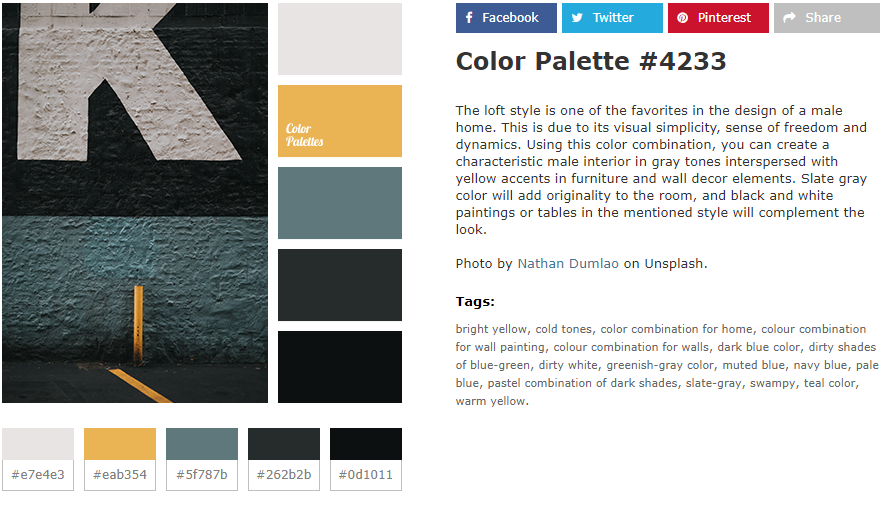 K
Color
Palettes
#e7e4e3
#eab354
#5f787b
#262b2b
#0d1011
Facebook
Twitter
Pinterest
Share
Color Palette #4233
The loft style is one of the favorites in the design of a male
home. This is due to its visual simplicity, sense of freedom and
dynamics. Using this color combination, you can create a
characteristic male interior in gray tones interspersed with
yellow accents in furniture and wall decor elements. Slate gray
color will add originality to the room, and black and white
paintings or tables in the mentioned style will complement the
look.
Photo by Nathan Dumlao on Unsplash.
Tags:
bright yellow, cold tones, color combination for home, colour combination
for wall painting, colour combination for walls, dark blue color, dirty shades
of blue-green, dirty white, greenish-gray color, muted blue, navy blue, pale
blue, pastel combination of dark shades, slate-gray, swampy, teal color,
warm yellow.